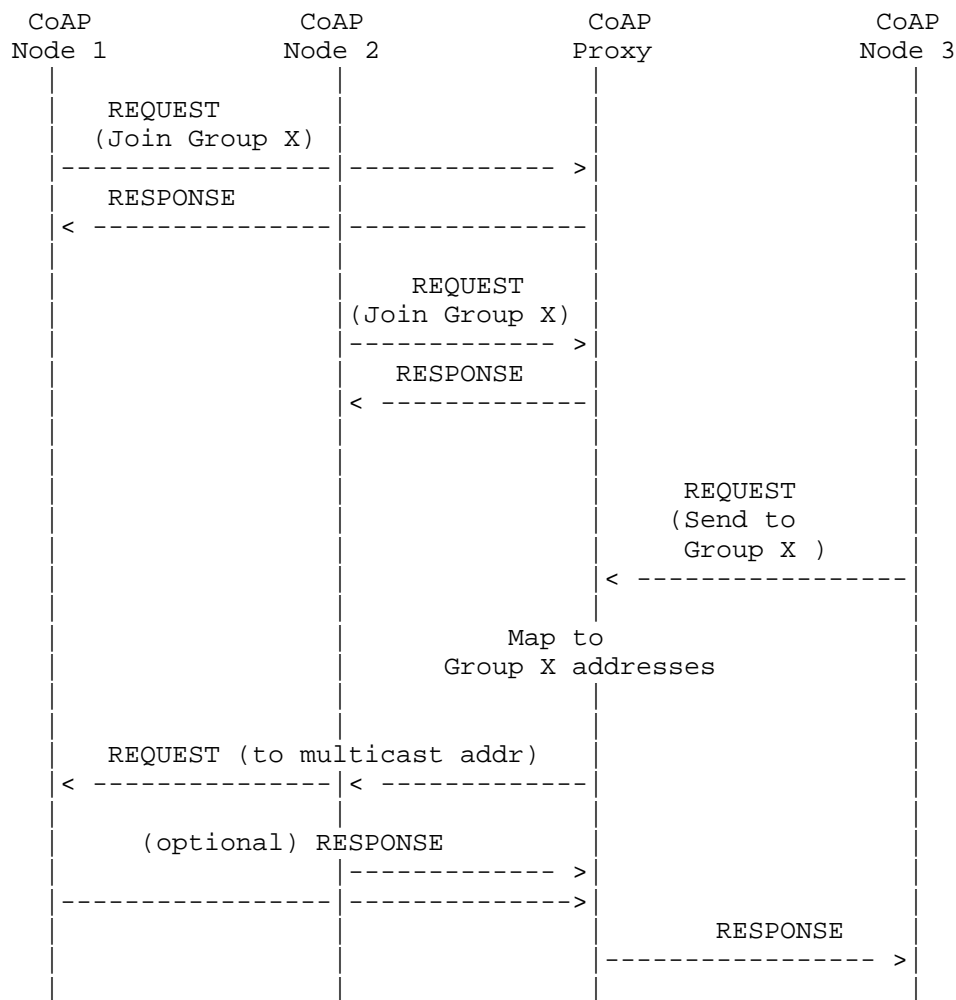 CoAP CoAP CoAP CoAP
Node 1 Node 2 Proxy Node 3
REQUEST
(Join Group X)
RESPONSE
REQUEST
(Join Group X)
RESPONSE
REQUEST
(Send to
Group X )
Map to
Group X addresses
REQUEST (to multicast addr)
(optional) RESPONSE
RESPONSE